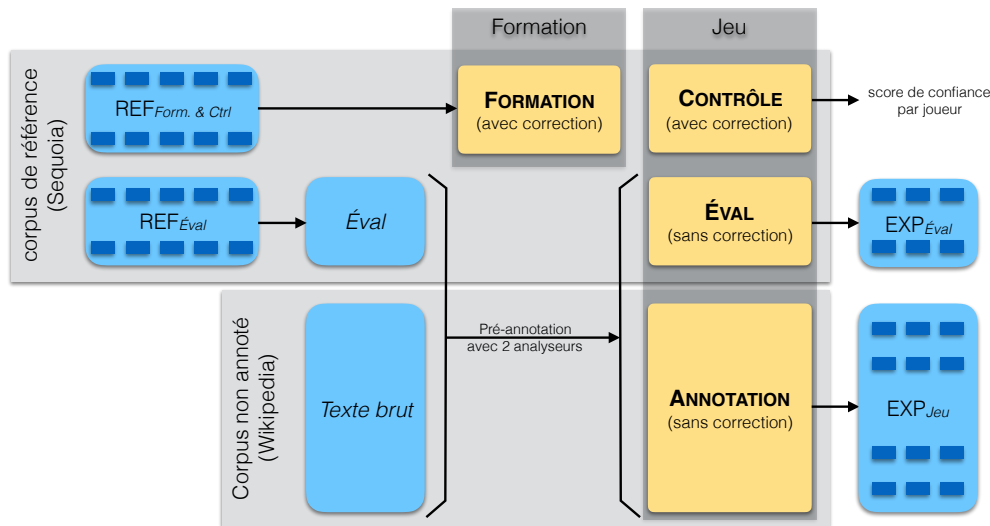 Formation
Jeu
corpus de référence
(Sequoia)
REFForm. & Ctrl
FORMATION
(avec correction)
CONTRÔLE
(avec correction)
score de confiance
par joueur
REFÉval
Éval
ÉVAL
(sans correction)
EXPÉval
Corpus non annoté
(Wikipedia)
Texte brut
Pré-annotation
avec 2 analyseurs
ANNOTATION
(sans correction)
EXPJeu